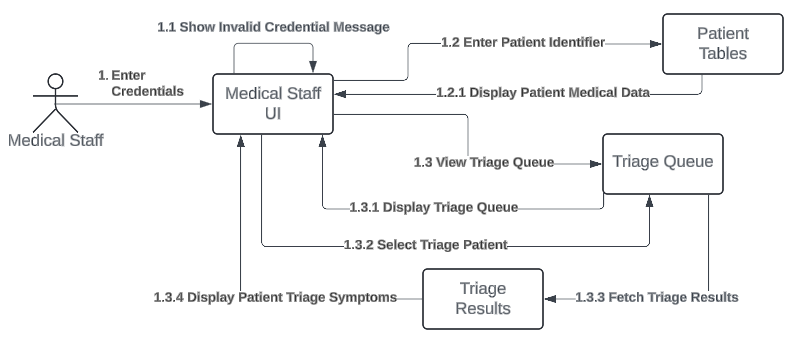 1.1 Show Invalid Credential Message
1.2 Enter Patient Identifier
Patient
Tables
1. Enter
Credentials
Medical Staff
UI
1.2.1 Display Patient Medical Data
Medical Staff
1.3 View Triage Queue
Triage Queue
1.3.1 Display Triage Queue
1.3.2 Select Triage Patient
1.3.4 Display Patient Triage Symptoms
Triage
Results
1.3.3 Fetch Triage Results